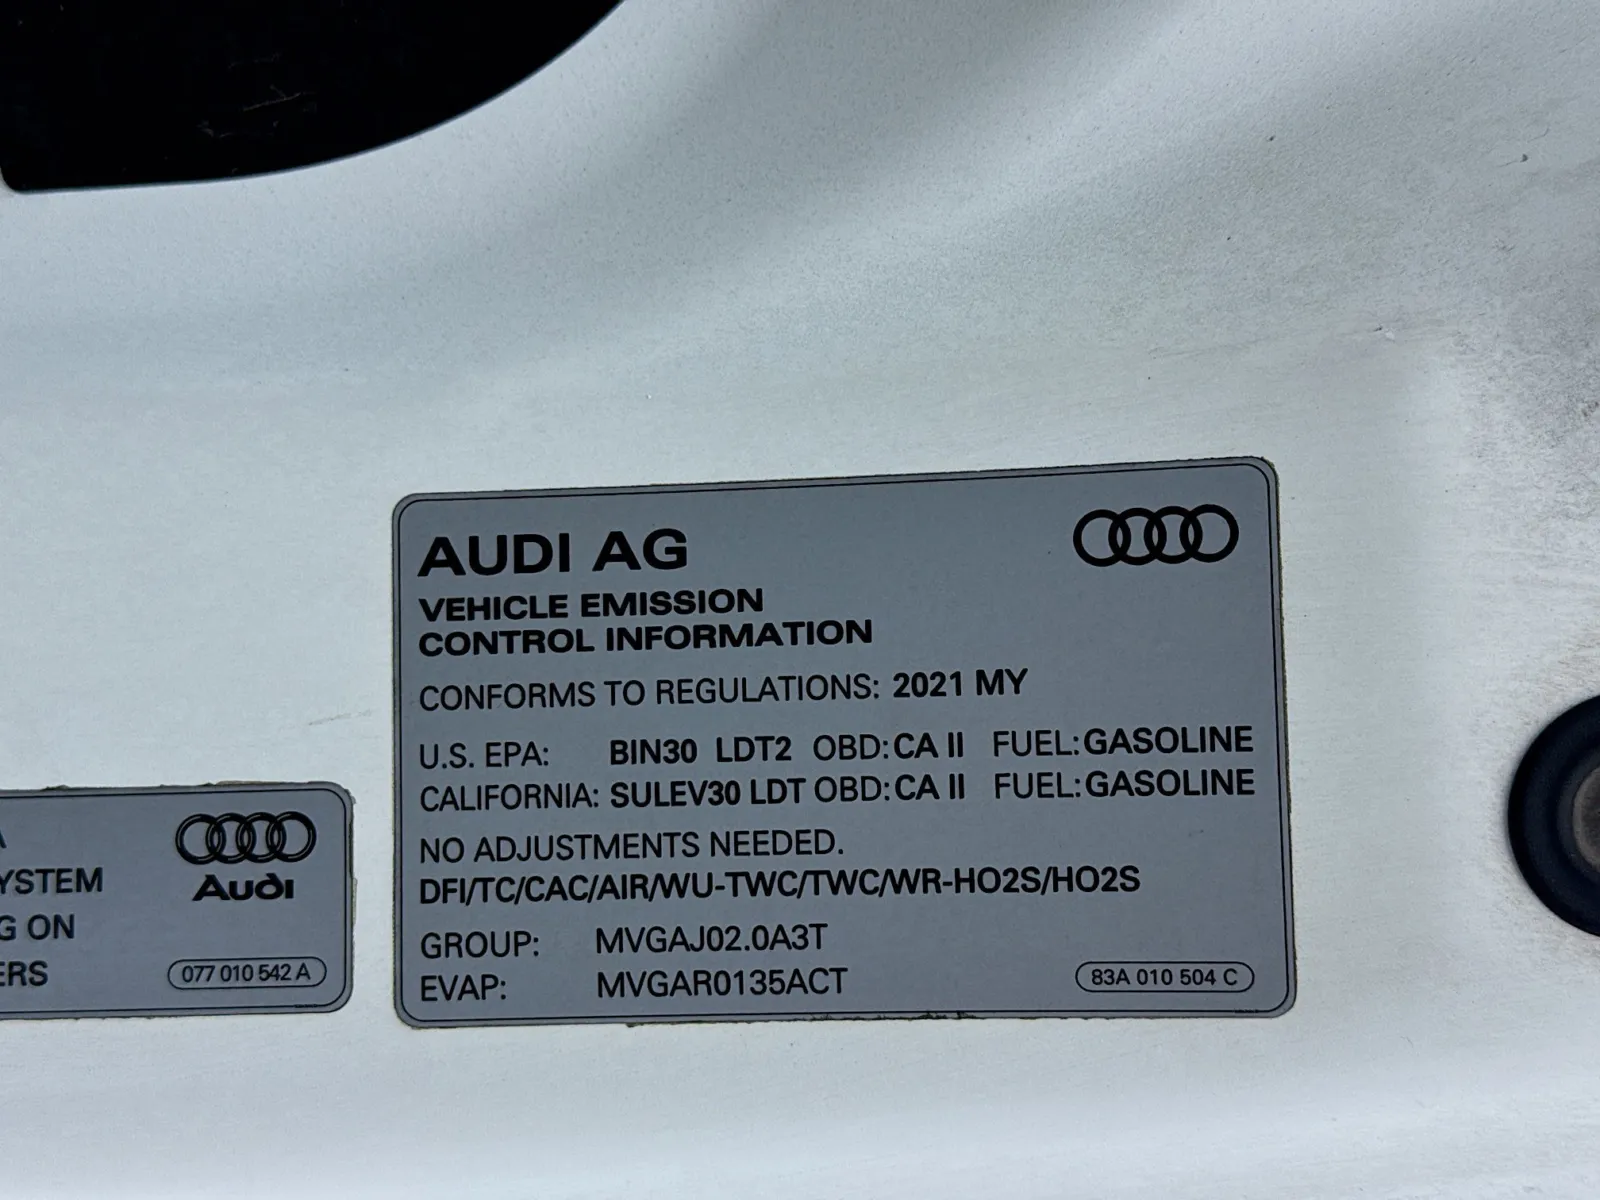 AUDI AG
VEHICLE EMISSION
CONTROL INFORMATION
CONFORMS TO REGULATIONS: 2021 MY
U.S. EPA: BIN30 LDT2 OBD: CA II FUEL: GASOLINE
CALIFORNIA: SULEV30 LDT OBD: CA II FUEL: GASOLINE
NO ADJUSTMENTS NEEDED.
DFI/TC/CAC/AIR/WU-TWC/TWC/WR-HO2S/HO2S
GROUP: MVGAJ02.0A3T
EVAP: MVGAR0135ACT
83A 010 504 C
Audi
YSTEM
G ON
ERS
077 010 542 A